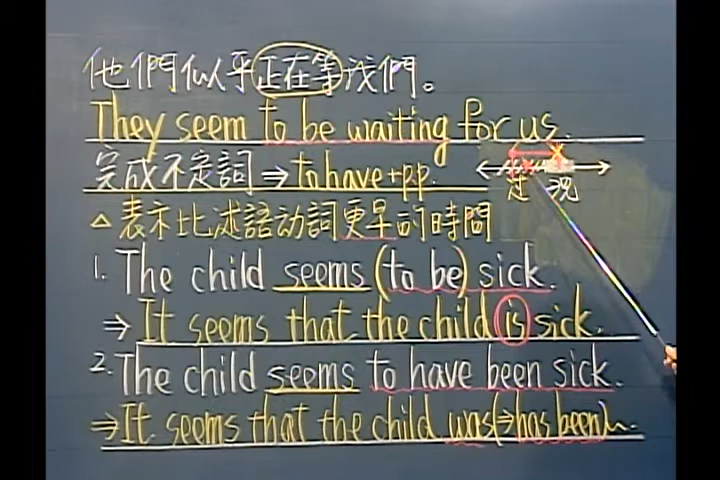 他們似乎正在等我們。
They seem to be waiting for us.
完成不定詞⇒to have+p.p.
过 现
△表示比述語动詞更早的時間
1. The child seems (to be) sick.
⇒ It seems that the child is sick.
2. The child seems to have been sick.
⇒It seems that the child was(→has been)~.